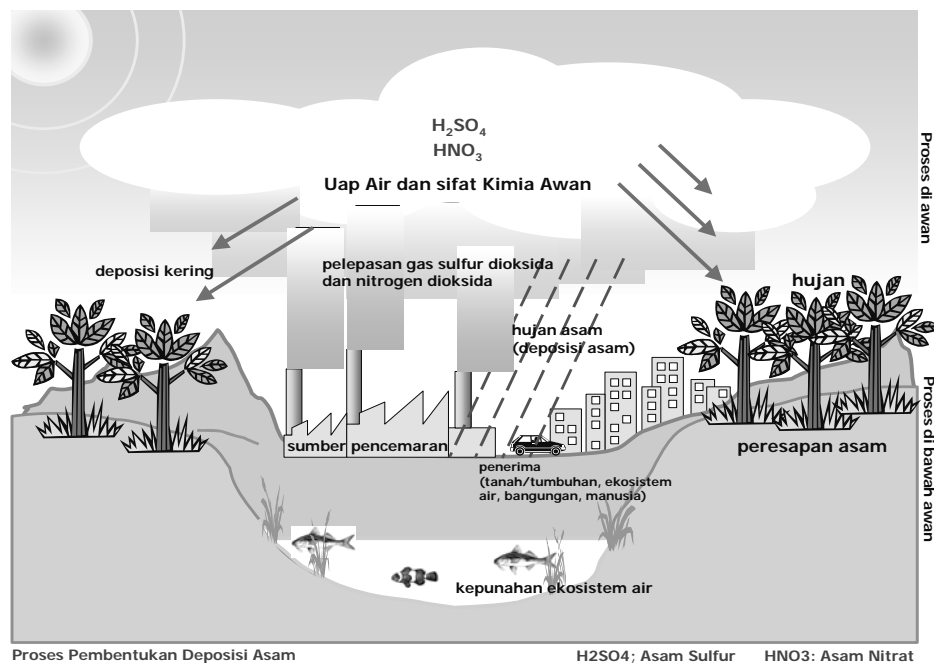 H2SO4
HNO3
Uap Air dan sifat Kimia Awan
Proses di awan
deposisi kering
pelepasan gas sulfur dioksida
dan nitrogen dioksida
hujan
hujan asam
(deposisi asam)
sumber pencemaran
peresapan asam
penerima
(tanah/tumbuhan, ekosistem
air, bangungan, manusia)
Proses di bawah awan
kepunahan ekosistem air
Proses Pembentukan Deposisi Asam
H2SO4; Asam Sulfur HNO3: Asam Nitrat